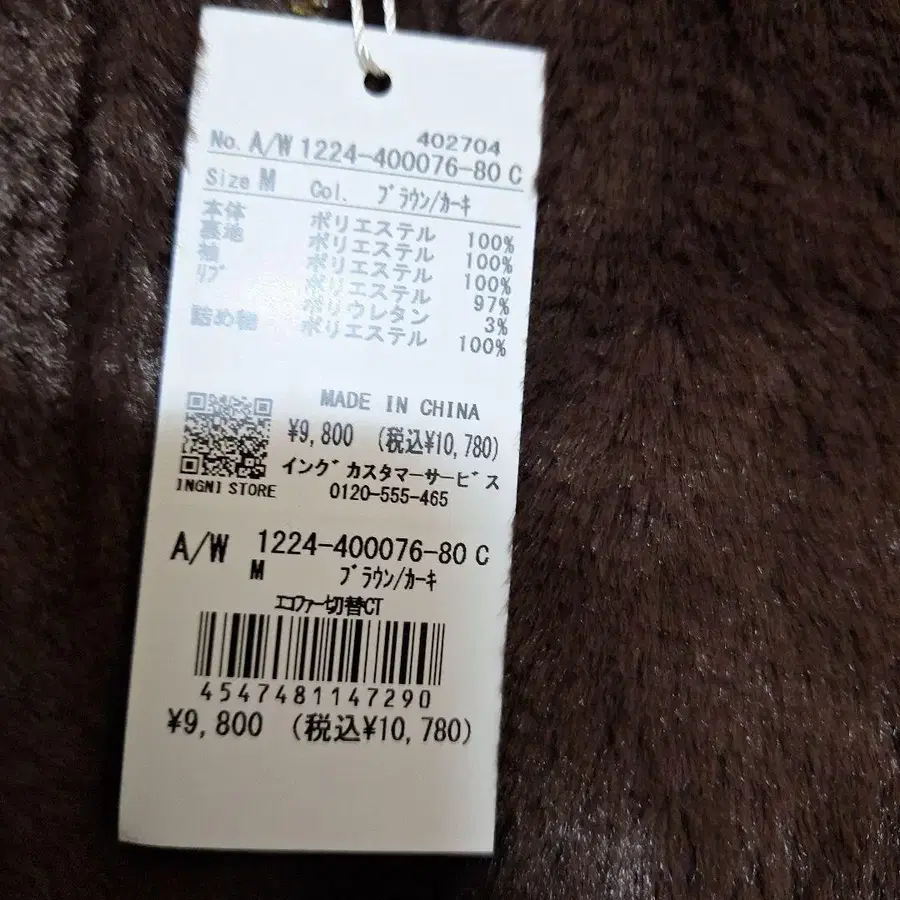 402704
No. A/W 1224-400076-80 C
Size M Col. ﾌﾞﾗｳﾝ/ｶｰｷ
本体 ポリエステル 100%
裏地 ポリエステル 100%
袖 ポリエステル 100%
ﾘﾌﾞ ポリエステル 97%
ポリウレタン 3%
詰め物 ポリエステル 100%
MADE IN CHINA
¥9,800 (税込¥10,780)
イングﾞカスタマーサービﾞス
INGNI STORE 0120-555-465
A/W 1224-400076-80 C
M ﾌﾞﾗｳﾝ/ｶｰｷ
ｴｺﾌｧｰ切替CT
4547481147290
¥9,800 (税込¥10,780)